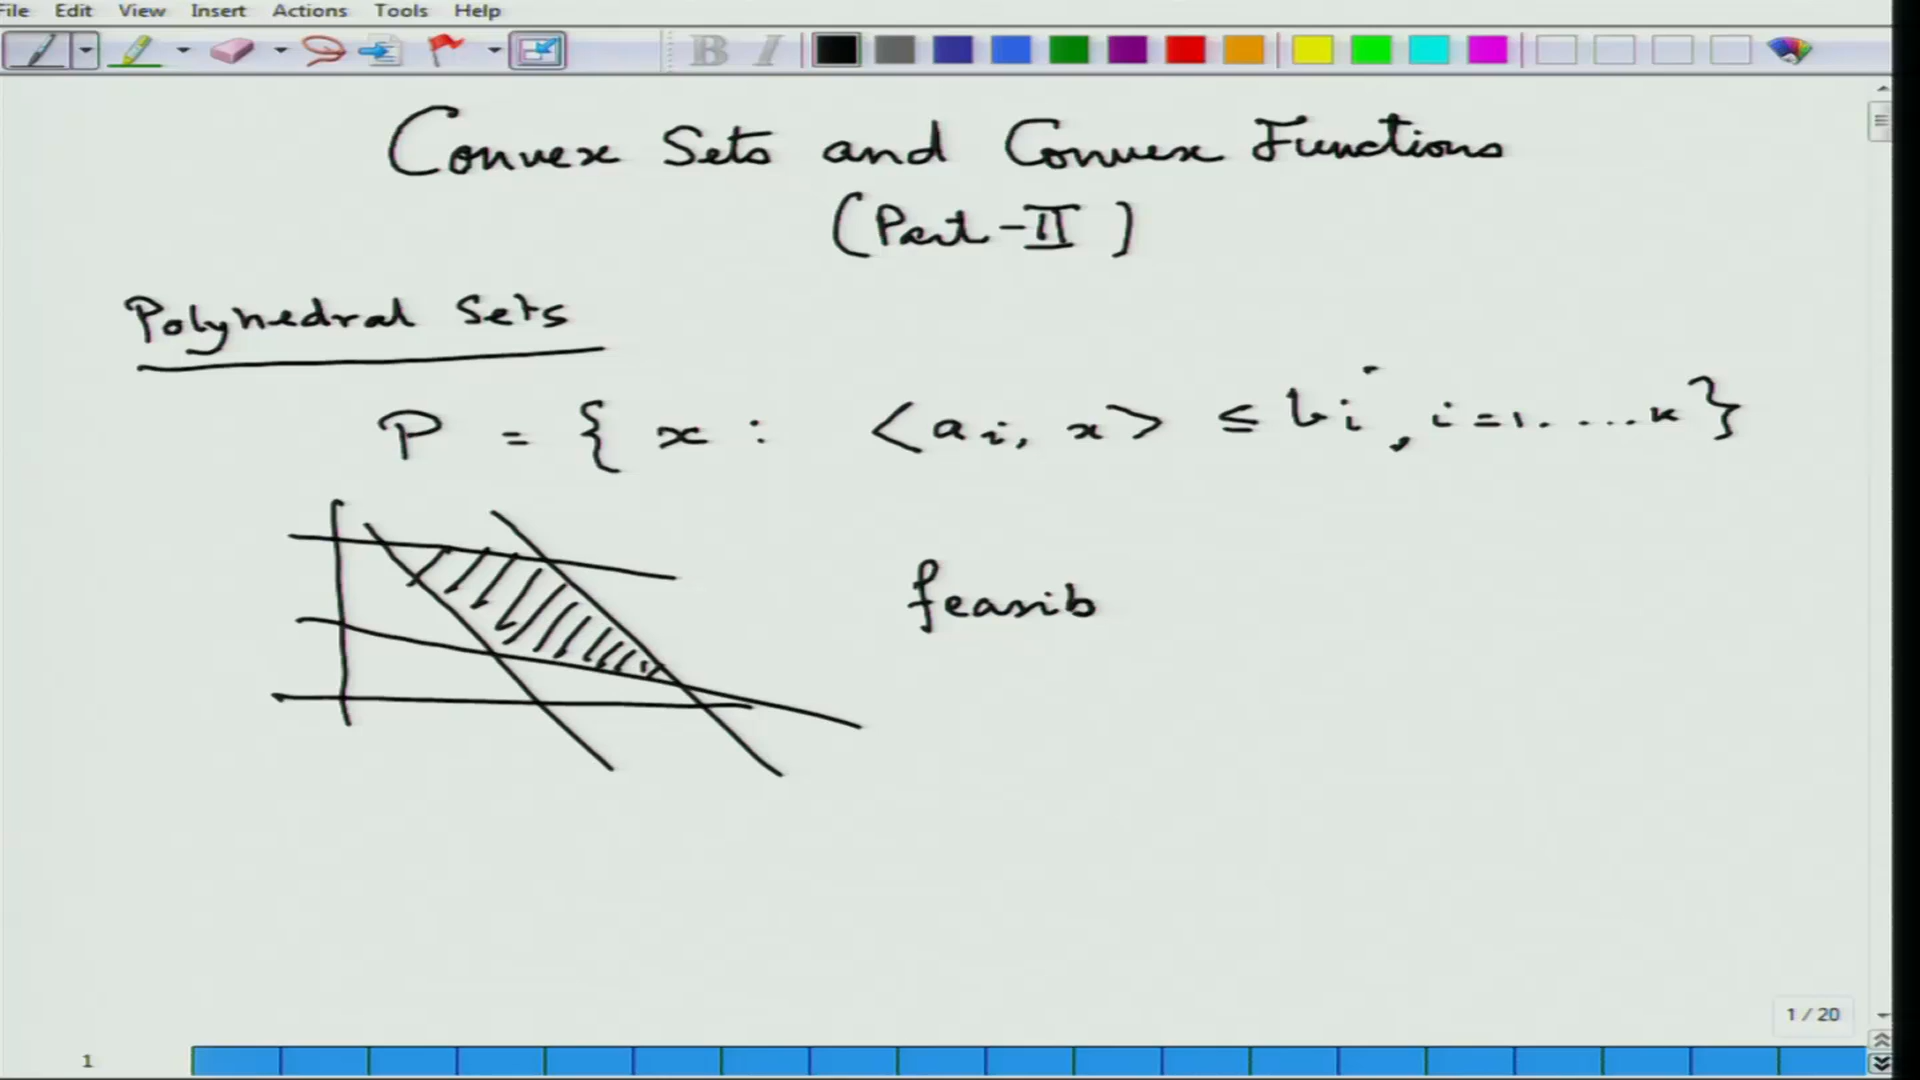 File Edit View Insert Actions Tools Help
B I
Convex Sets and Convex Functions
(Part-II)
Polyhedral Sets
P = { x : <ai, x> ≤ bi, i=1.....k }
feasib
1 / 20
1